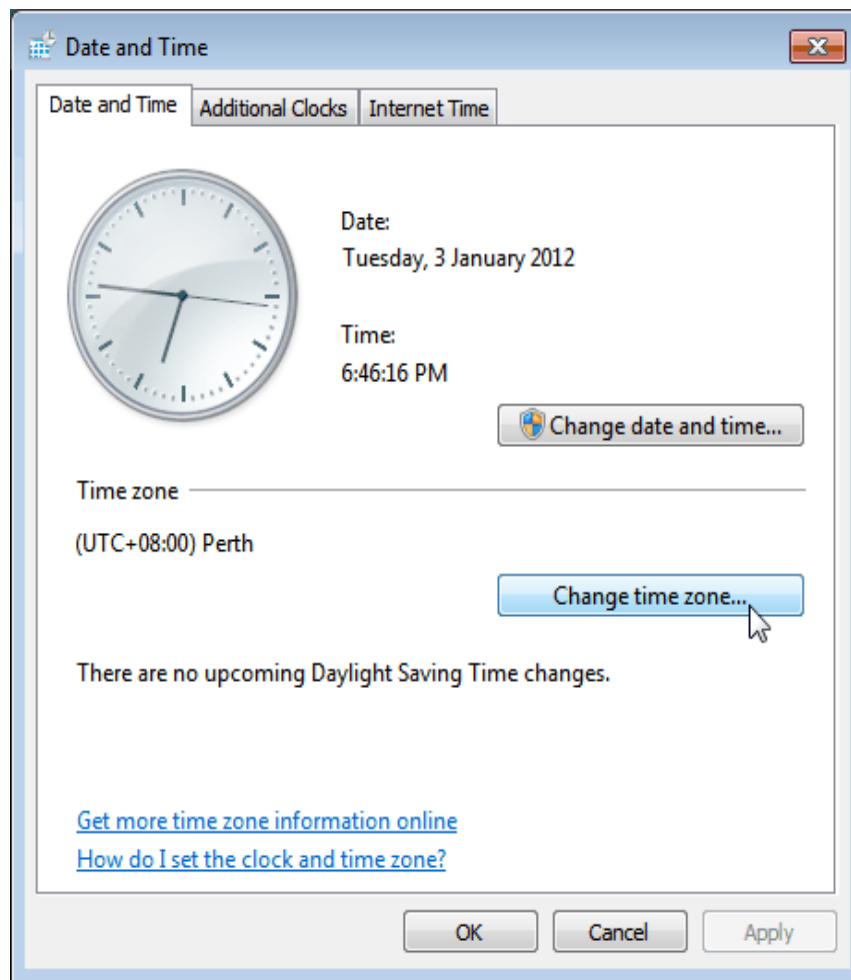 Date and Time
Date and Time
Additional Clocks
Internet Time
Date:
Tuesday, 3 January 2012
Time:
6:46:16 PM
Change date and time...
Time zone
(UTC+08:00) Perth
Change time zone...
There are no upcoming Daylight Saving Time changes.
Get more time zone information online
How do I set the clock and time zone?
OK
Cancel
Apply